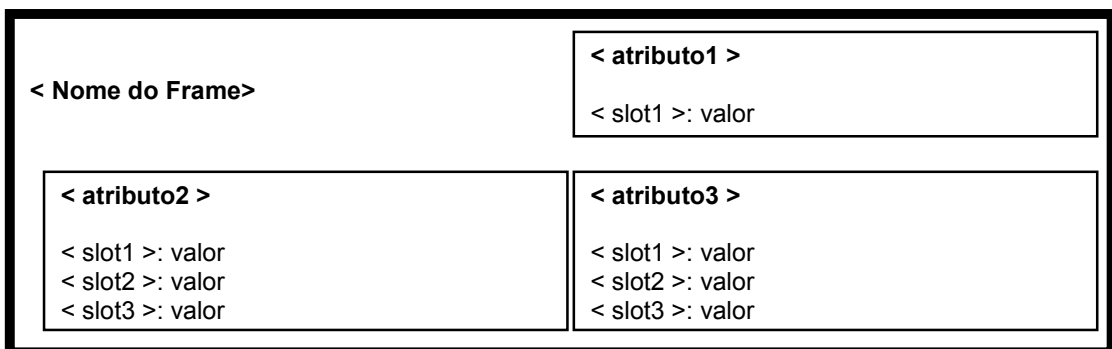 < Nome do Frame>
< atributo1 >
< slot1 >: valor
< atributo2 >
< slot1 >: valor
< slot2 >: valor
< slot3 >: valor
< atributo3 >
< slot1 >: valor
< slot2 >: valor
< slot3 >: valor